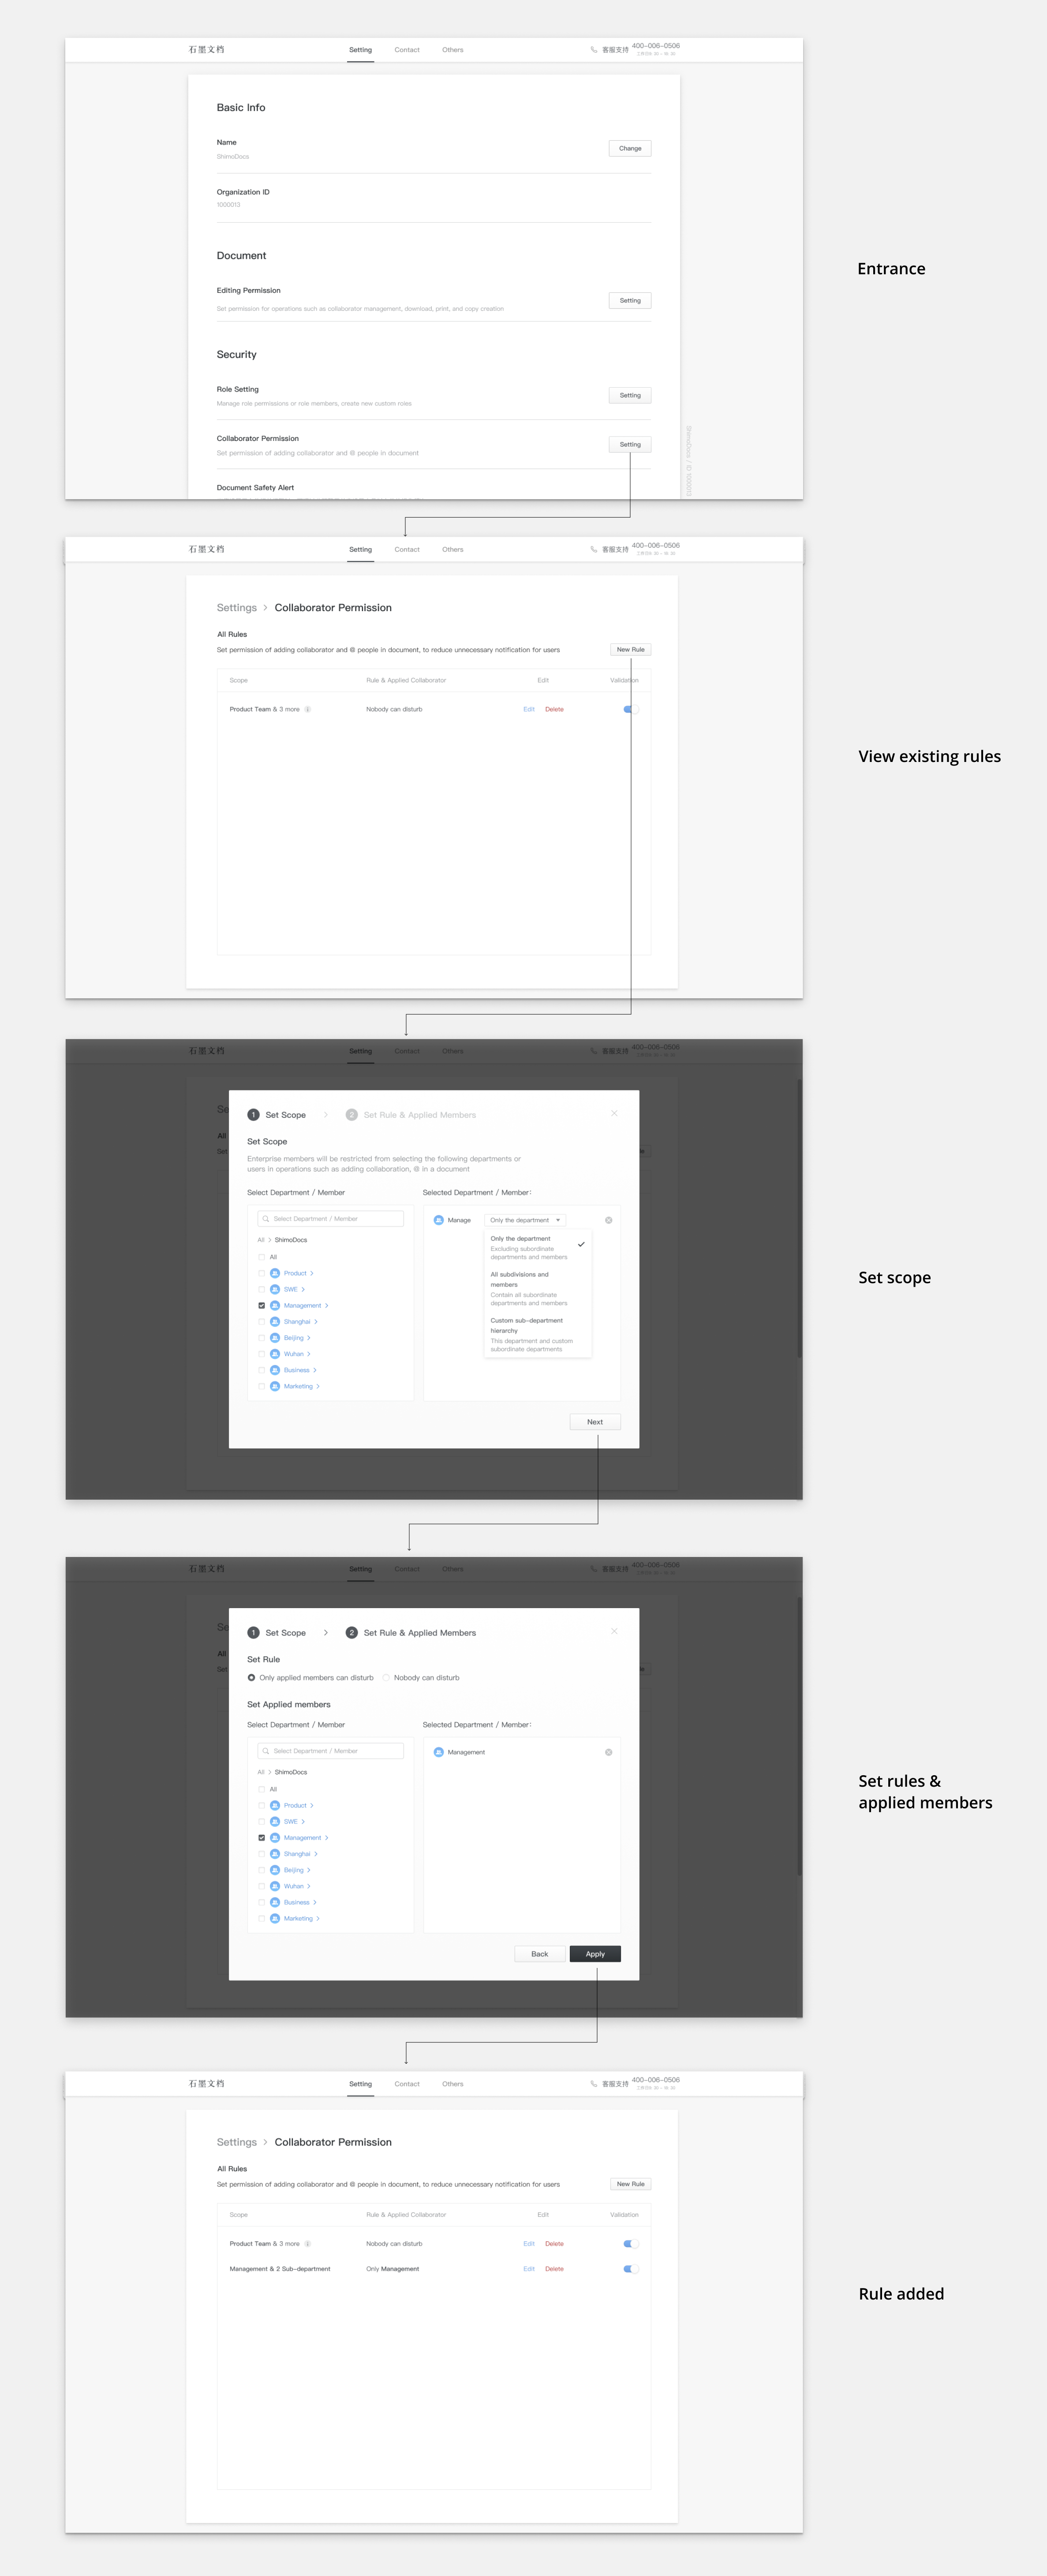 石墨文档
Setting Contact Others
客服支持 400-006-0506
Basic Info
Name
ShimoDocs
Change
Organization ID
1000013
Document
Entrance
Editing Permission
Set permission for operations such as collaborator management, download, print, and copy creation
Setting
Security
Role Setting
Manage role permissions or rule members, create new custom roles
Setting
Collaborator Permission
Set permission of adding collaborator and @ people in document
Setting
ShimoDocs / ID 1000013
Document Safety Alert
石墨文档
Setting Contact Others
客服支持 400-006-0506
Settings > Collaborator Permission
All Rules
Set permission of adding collaborator and @ people in document, to reduce unnecessary notification for users
New Rule
Scope Rule & Applied Collaborator Edit Validation
Product Team & 3 more Nobody can disturb Edit Delete
View existing rules
石墨文档
Setting Contact Others
客服支持 400-006-0506
1 Set Scope > 2 Set Rule & Applied Members
Set Scope
Enterprise members will be restricted from selecting the following departments or
users in operations such as adding collaboration, @ in a document
Select Department / Member
Select Department / Member
All > ShimoDocs
All
Product >
SWE >
Management >
Shanghai >
Beijing >
Wuhan >
Business >
Marketing >
Selected Department / Member:
Manage Only the department
Only the department
Excluding subordinate
departments and members
All subdivisions and
members
Contain all subordinate
departments and members
Custom sub-department
hierarchy
This department and custom
subordinate departments
Next
Set scope
石墨文档
Setting Contact Others
客服支持 400-006-0506
1 Set Scope > 2 Set Rule & Applied Members
Set Rule
Only applied members can disturb Nobody can disturb
Set Applied members
Select Department / Member
Select Department / Member
All > ShimoDocs
All
Product >
SWE >
Management >
Shanghai >
Beijing >
Wuhan >
Business >
Marketing >
Selected Department / Member:
Management
Back Apply
Set rules &
applied members
石墨文档
Setting Contact Others
客服支持 400-006-0506
Settings > Collaborator Permission
All Rules
Set permission of adding collaborator and @ people in document, to reduce unnecessary notification for users
New Rule
Scope Rule & Applied Collaborator Edit Validation
Product Team & 3 more Nobody can disturb Edit Delete
Management & 2 Sub-department Only Management Edit Delete
Rule added